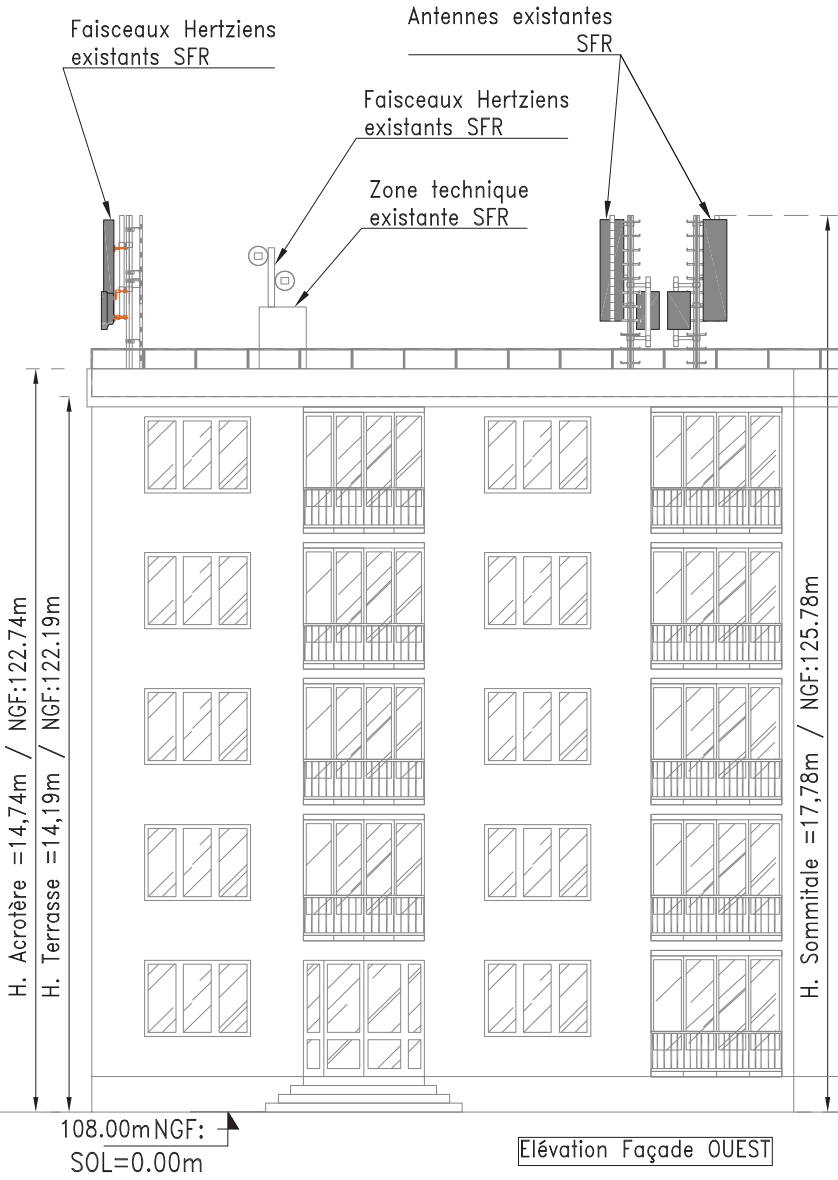 Faisceaux Hertziens
existants SFR
Antennes existantes
SFR
Faisceaux Hertziens
existants SFR
Zone technique
existante SFR
H. Acrotère =14,74m / NGF:122.74m
H. Terrasse =14,19m / NGF:122.19m
H. Sommitale =17,78m / NGF:125.78m
108.00mNGF:
SOL=0.00m
Elévation Façade OUEST